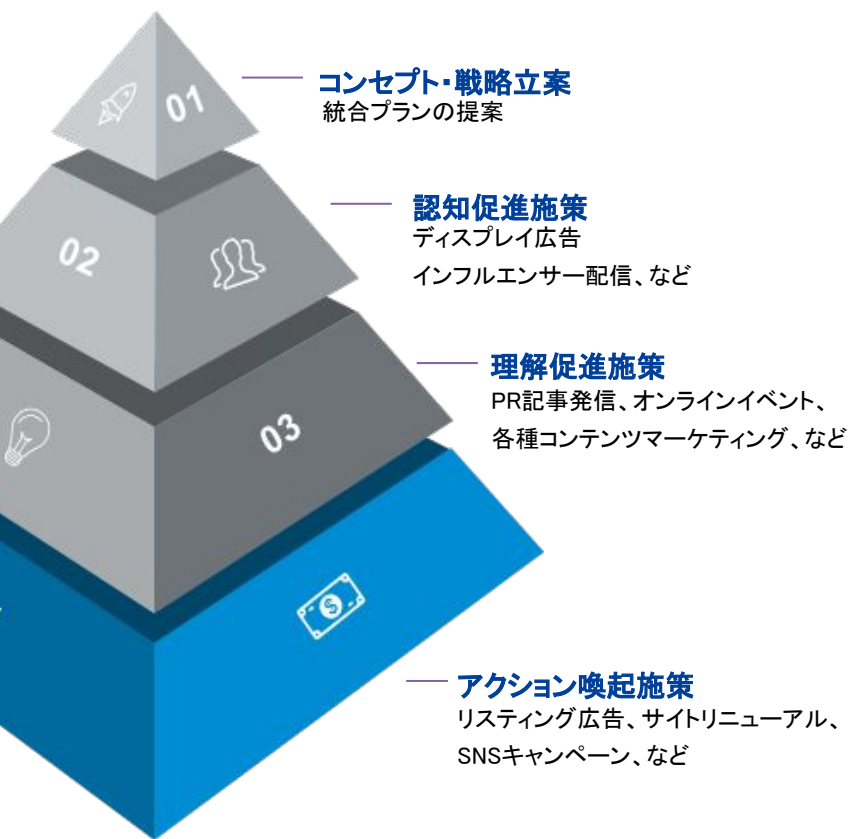 01
コンセプト・戦略立案
統合プランの提案
02
認知促進施策
ディスプレイ広告
インフルエンサー配信、など
03
理解促進施策
PR記事発信、オンラインイベント、
各種コンテンツマーケティング、など
$
アクション喚起施策
リスティング広告、サイトリニューアル、
SNSキャンペーン、など